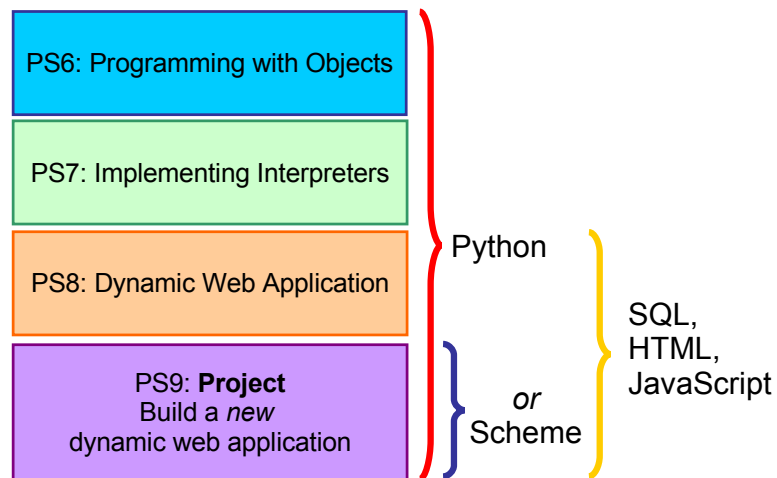 PS6: Programming with Objects
PS7: Implementing Interpreters
PS8: Dynamic Web Application
PS9: Project
Build a new
dynamic web application
Python
or
Scheme
SQL,
HTML,
JavaScript